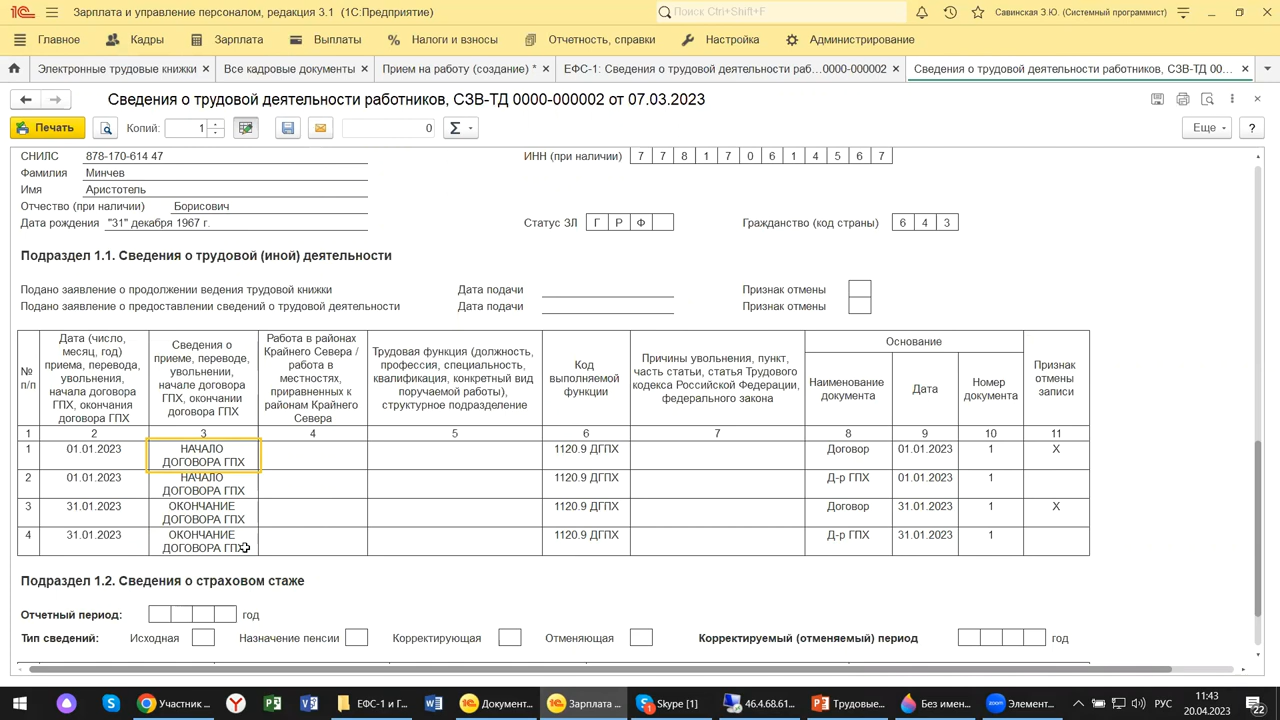 Зарплата и управление персоналом, редакция 3.1 (1С:Предприятие)
Поиск Ctrl+Shift+F
Савинская З.Ю. (Системный программист)
Главное
Кадры
Зарплата
Выплаты
Налоги и взносы
Отчетность, справки
Настройка
Администрирование
Электронные трудовые книжки
Все кадровые документы
Прием на работу (создание) *
ЕФС-1: Сведения о трудовой деятельности раб...0000-000002
Сведения о трудовой деятельности работников, СЗВ-ТД 00...
Сведения о трудовой деятельности работников, СЗВ-ТД 0000-000002 от 07.03.2023
Печать
Копий:
1
0
Σ
Еще
?
СНИЛС 878-170-614 47
ИНН (при наличии) 7 7 8 1 7 0 6 1 4 5 6 7
Фамилия Минчев
Имя Аристотель
Отчество (при наличии) Борисович
Дата рождения "31" декабря 1967 г.
Статус ЗЛ Г Р Ф
Гражданство (код страны) 6 4 3
Подраздел 1.1. Сведения о трудовой (иной) деятельности
Подано заявление о продолжении ведения трудовой книжки Дата подачи Признак отмены
Подано заявление о предоставлении сведений о трудовой деятельности Дата подачи Признак отмены
№
п/п
Дата (число,
месяц, год)
приема, перевода,
увольнения,
начала договора
ГПХ, окончания
договора ГПХ
Сведения о
приеме, переводе,
увольнении,
начале договора
ГПХ, окончании
договора ГПХ
Работа в районах
Крайнего Севера /
работа в
местностях,
приравненных к
районам Крайнего
Севера
Трудовая функция (должность,
профессия, специальность,
квалификация, конкретный вид
поручаемой работы),
структурное подразделение
Код
выполняемой
функции
Причины увольнения, пункт,
часть статьи, статья Трудового
кодекса Российской Федерации,
федерального закона
Основание
Наименование
документа
Дата
Номер
документа
Признак
отмены
записи
1 2 3 4 5 6 7 8 9 10 11
1 01.01.2023 НАЧАЛО
ДОГОВОРА ГПХ
1120.9 ДГПХ Договор 01.01.2023 1 X
2 01.01.2023 НАЧАЛО
ДОГОВОРА ГПХ
1120.9 ДГПХ Д-р ГПХ 01.01.2023 1
3 31.01.2023 ОКОНЧАНИЕ
ДОГОВОРА ГПХ
1120.9 ДГПХ Договор 31.01.2023 1 X
4 31.01.2023 ОКОНЧАНИЕ
ДОГОВОРА ГПХ
1120.9 ДГПХ Д-р ГПХ 31.01.2023 1
Подраздел 1.2. Сведения о страховом стаже
Отчетный период: год
Тип сведений: Исходная Назначение пенсии Корректирующая Отменяющая Корректируемый (отменяемый) период год
Участник ...
ЕФС-1 и Г...
Документ...
Зарплата ...
Skype [1]
46.4.68.61...
Трудовые...
Без имен...
Элемент...
РУС
11:43
20.04.2023
22